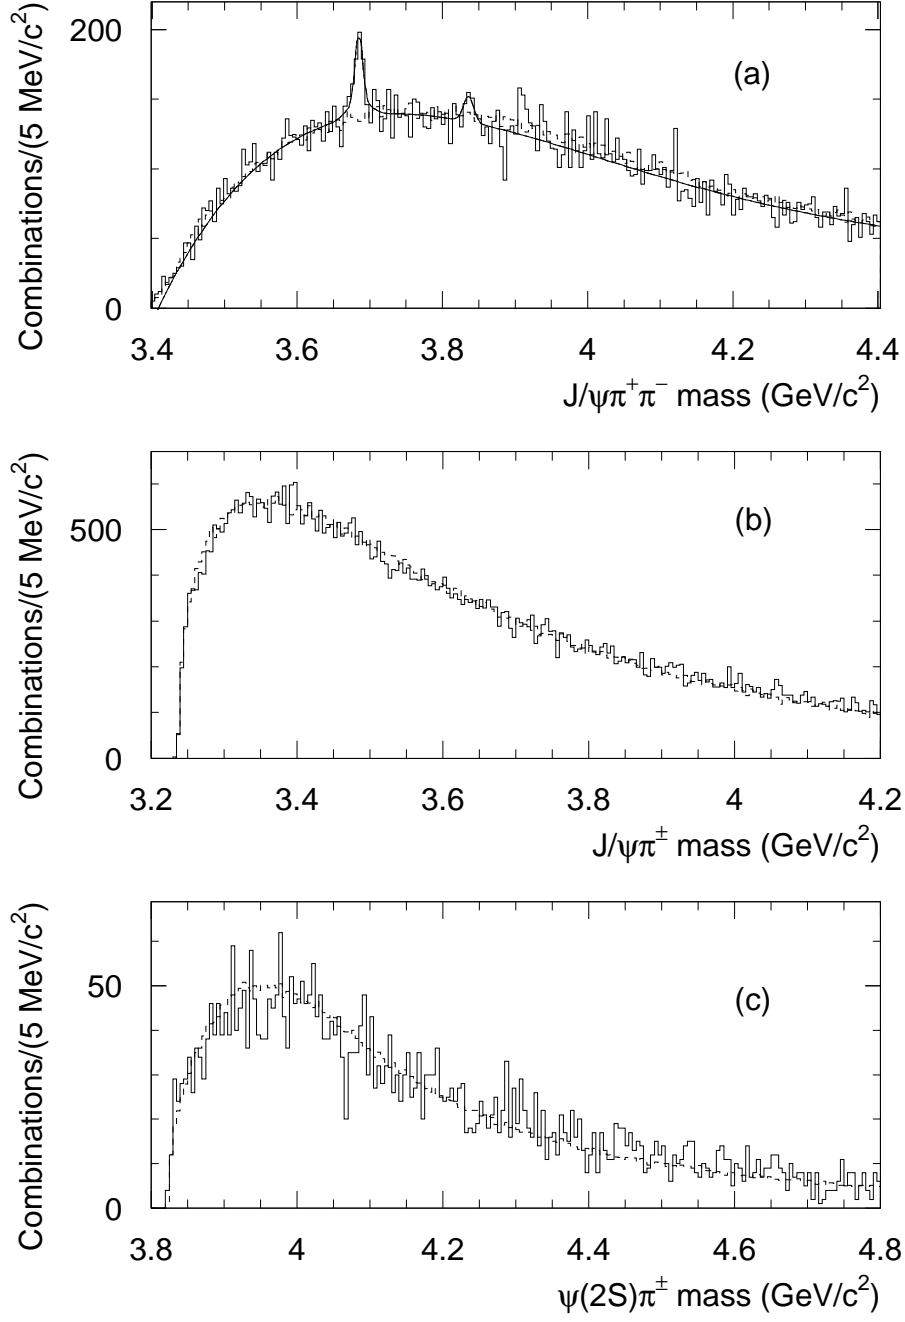 Combinations/(5 MeV/c²)
200
100
0
(a)
3.4 3.6 3.8 4 4.2 4.4
J/ψπ⁺π⁻ mass (GeV/c²)
Combinations/(5 MeV/c²)
500
0
(b)
3.2 3.4 3.6 3.8 4 4.2
J/ψπ± mass (GeV/c²)
Combinations/(5 MeV/c²)
50
0
(c)
3.8 4 4.2 4.4 4.6 4.8
ψ(2S)π± mass (GeV/c²)